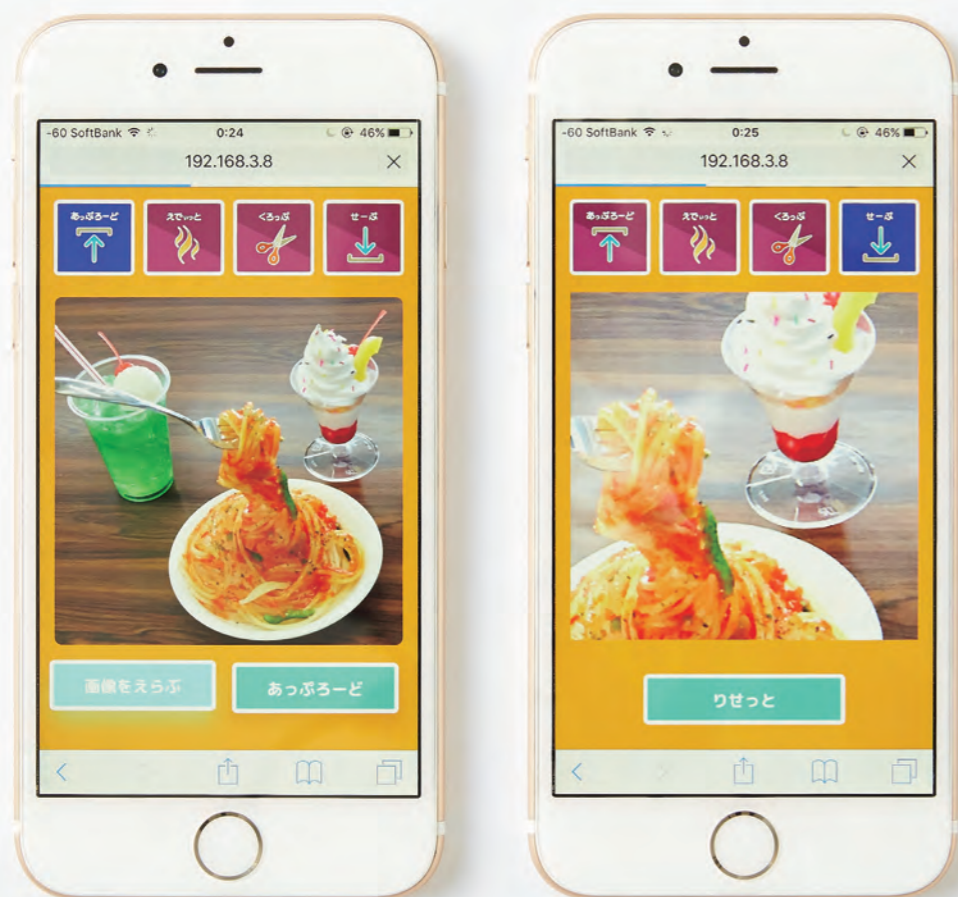 -60 SoftBank 0:24 46%
192.168.3.8
あっぷろーど えでぃっと くろっぷ せーぶ
画像をえらぶ あっぷろーど
-60 SoftBank 0:25 46%
192.168.3.8
あっぷろーど えでぃっと くろっぷ せーぶ
りせっと